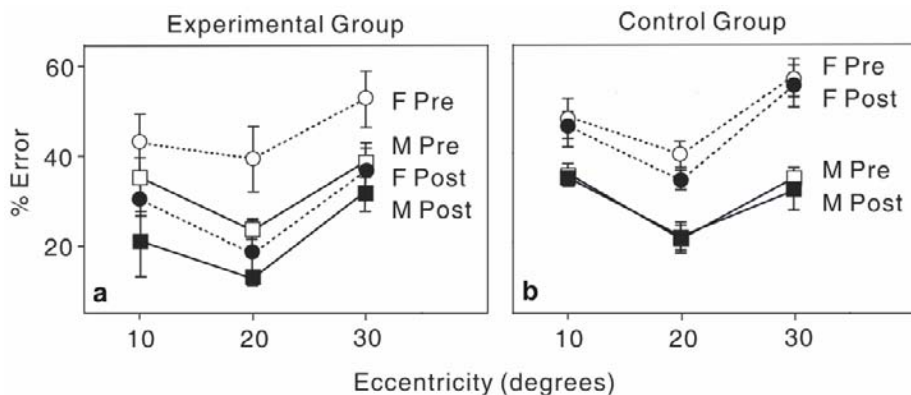 Experimental Group
Control Group
% Error
60
40
20
F Pre
M Pre
F Post
M Post
a
10
20
30
F Pre
F Post
M Pre
M Post
b
10
20
30
Eccentricity (degrees)